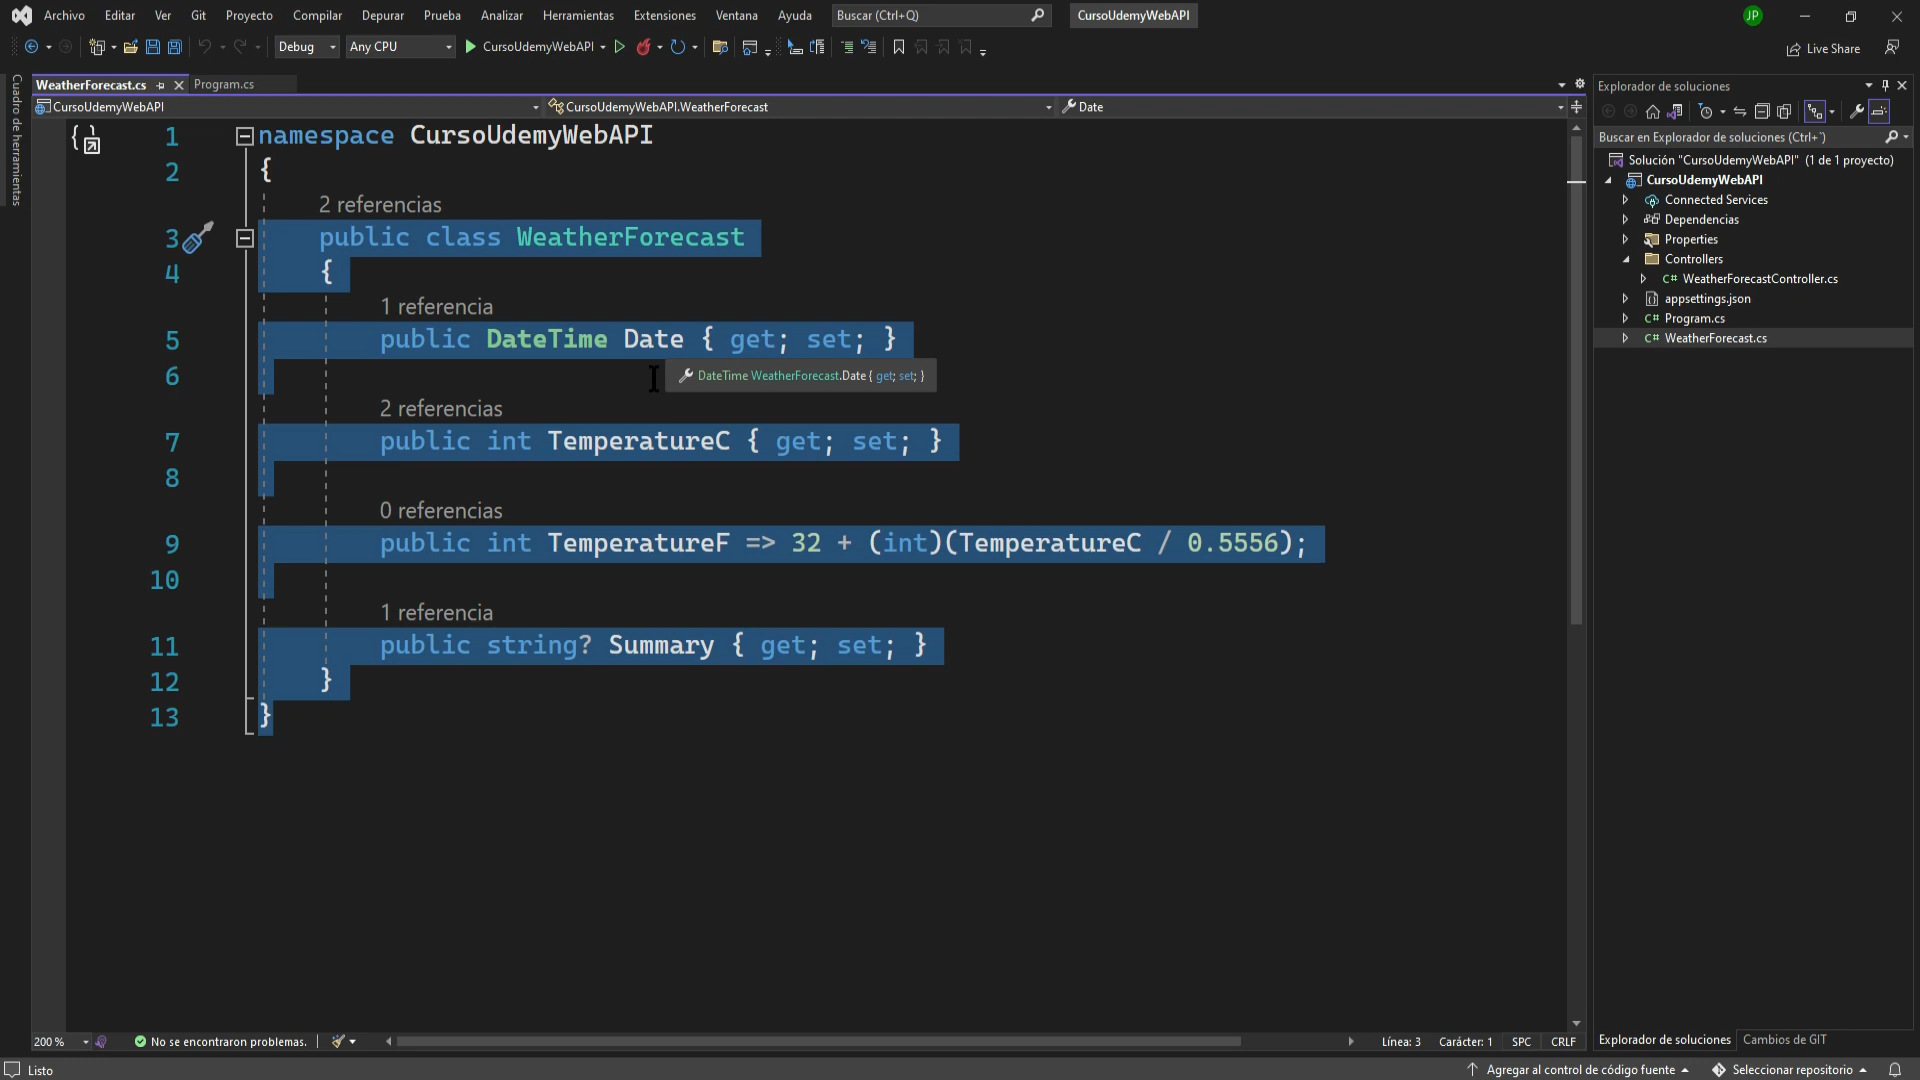 Archivo Editar Ver Git Proyecto Compilar Depurar Prueba Analizar Herramientas Extensiones Ventana Ayuda Buscar (Ctrl+Q) CursoUdemyWebAPI JP
Debug Any CPU CursoUdemyWebAPI Live Share
Cuadro de herramientas
WeatherForecast.cs Program.cs
CursoUdemyWebAPI CursoUdemyWebAPI.WeatherForecast Date
1 namespace CursoUdemyWebAPI
2 {
2 referencias
3 public class WeatherForecast
4 {
1 referencia
5 public DateTime Date { get; set; }
6
DateTime WeatherForecast.Date { get; set; }
2 referencias
7 public int TemperatureC { get; set; }
8
0 referencias
9 public int TemperatureF => 32 + (int)(TemperatureC / 0.5556);
10
1 referencia
11 public string? Summary { get; set; }
12 }
13 }
Explorador de soluciones
Buscar en Explorador de soluciones (Ctrl+`)
Solución "CursoUdemyWebAPI" (1 de 1 proyecto)
CursoUdemyWebAPI
Connected Services
Dependencias
Properties
Controllers
C# WeatherForecastController.cs
appsettings.json
C# Program.cs
C# WeatherForecast.cs
Explorador de soluciones Cambios de GIT
200 % No se encontraron problemas. Línea: 3 Carácter: 1 SPC CRLF
Listo Agregar al control de código fuente Seleccionar repositorio